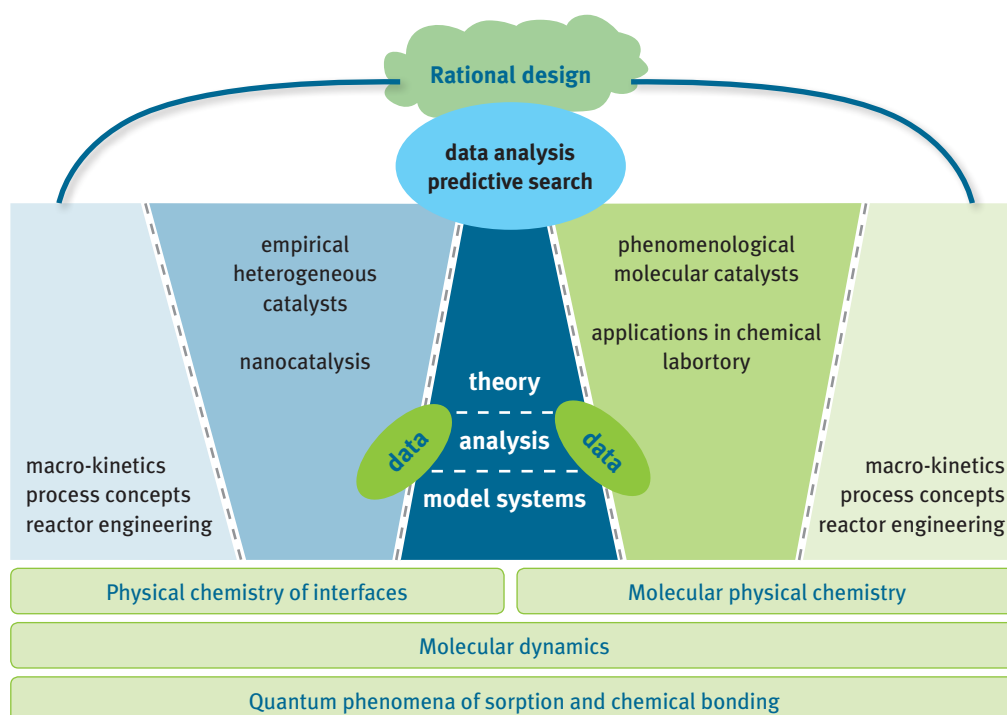 Rational design
data analysis
predictive search
empirical
heterogeneous
catalysts
nanocatalysis
phenomenological
molecular catalysts
applications in chemical
labortory
theory
data
analysis
data
model systems
macro-kinetics
process concepts
reactor engineering
macro-kinetics
process concepts
reactor engineering
Physical chemistry of interfaces
Molecular physical chemistry
Molecular dynamics
Quantum phenomena of sorption and chemical bonding